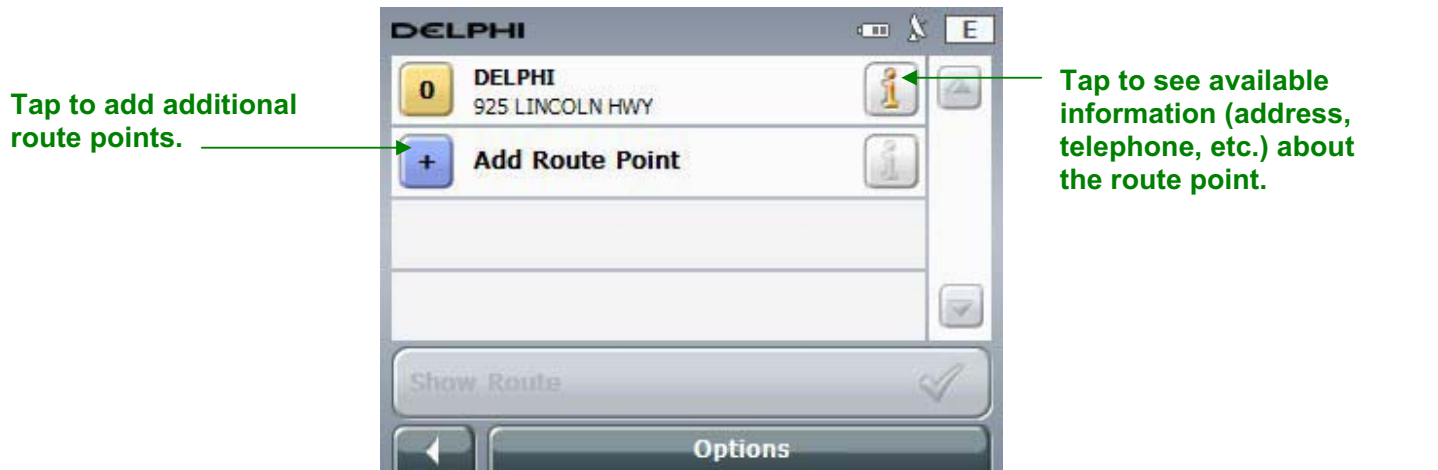 DELPHI
E
Tap to add additional
route points.
0
DELPHI
925 LINCOLN HWY
i
Tap to see available
information (address,
telephone, etc.) about
the route point.
+
Add Route Point
i
Show Route
Options